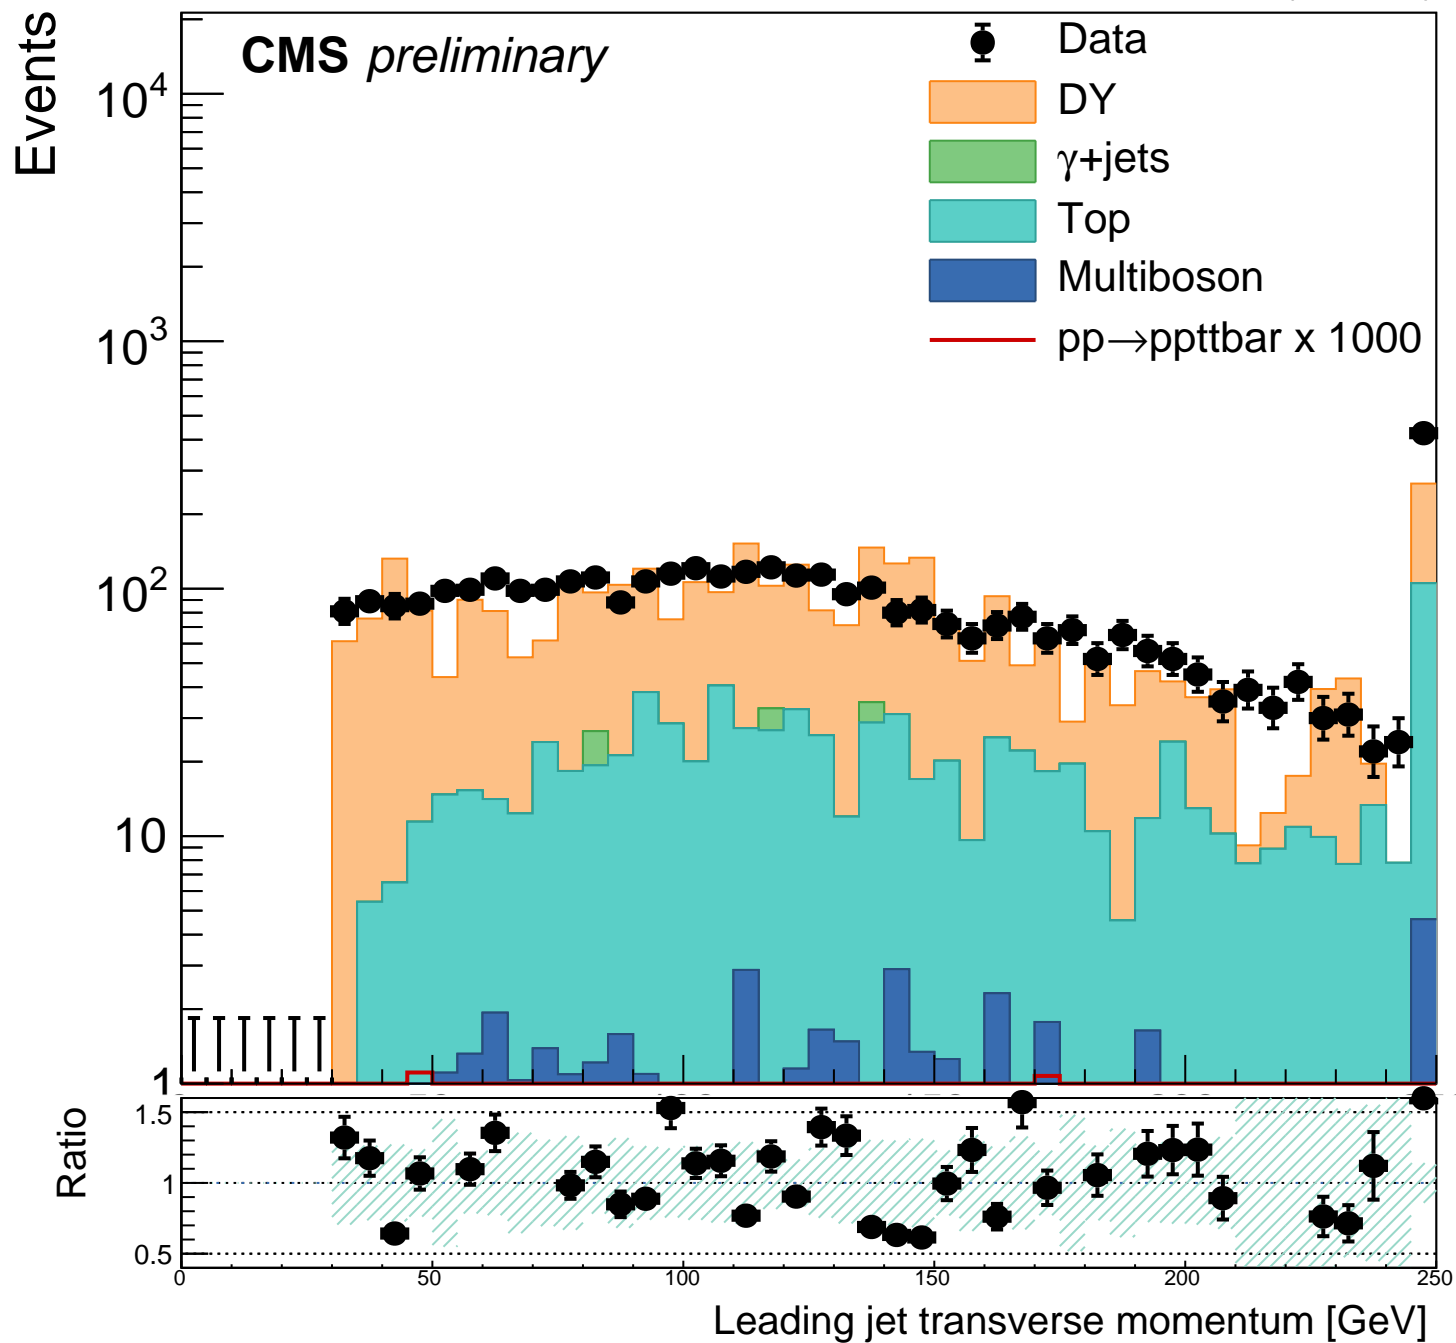 CMS preliminary
Events
Data
DY
γ+jets
Top
Multiboson
pp→ppttbar x 1000
10^4
10^3
10^2
10
1
Ratio
1.5
1
0.5
0 50 100 150 200 250
Leading jet transverse momentum [GeV]